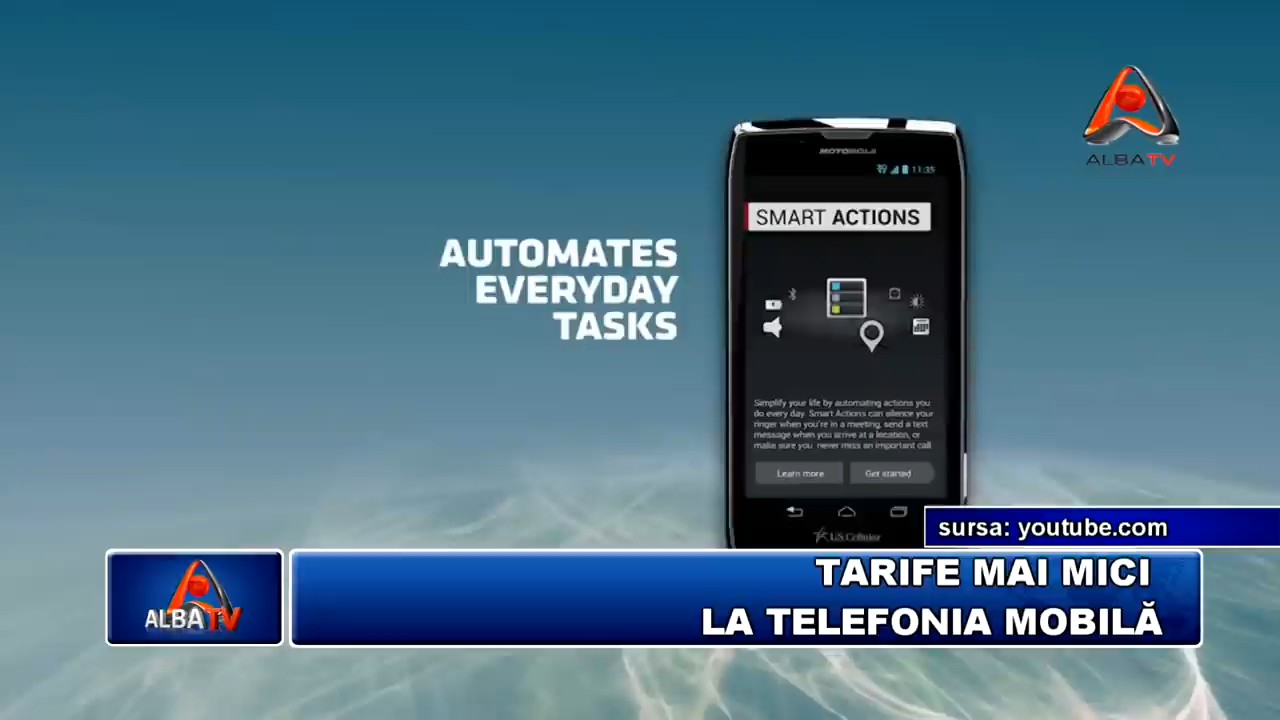 ALBATV
MOTOROLA
11:35
SMART ACTIONS
AUTOMATES
EVERYDAY
TASKS
Simplify your life by automating actions you
do every day. Smart Actions can silence your
ringer when you're in a meeting, send a text
message when you arrive at a location, or
make sure you never miss an important call
Learn more
Get started
US Cellular
sursa: youtube.com
ALBATV
TARIFE MAI MICI
LA TELEFONIA MOBILĂ